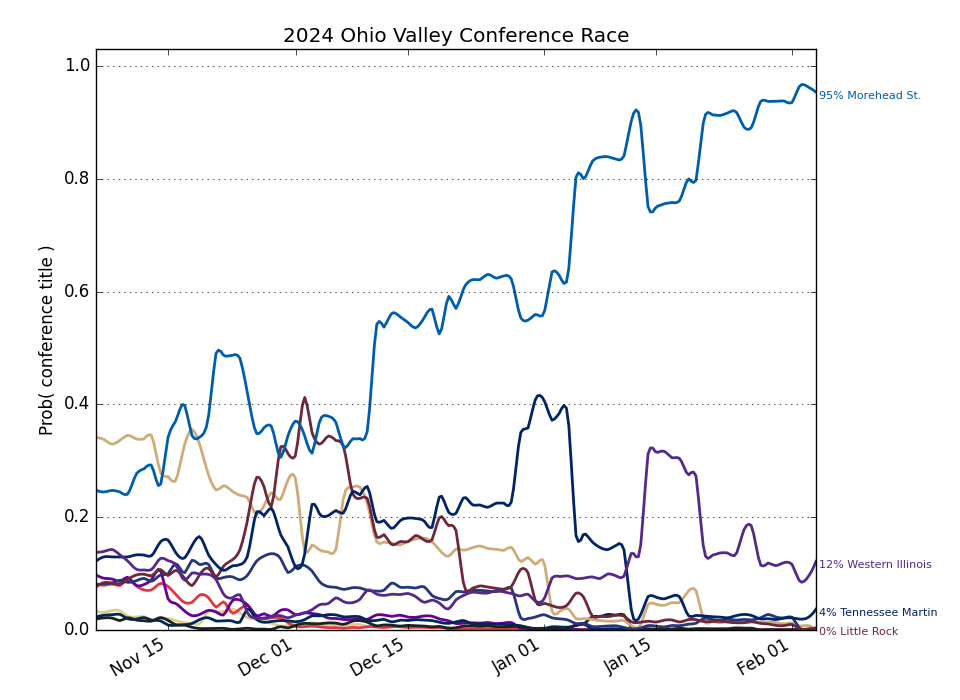 2024 Ohio Valley Conference Race
Prob( conference title )
1.0
0.8
0.6
0.4
0.2
0.0
Nov 15
Dec 01
Dec 15
Jan 01
Jan 15
Feb 01
95% Morehead St.
12% Western Illinois
4% Tennessee Martin
0% Little Rock